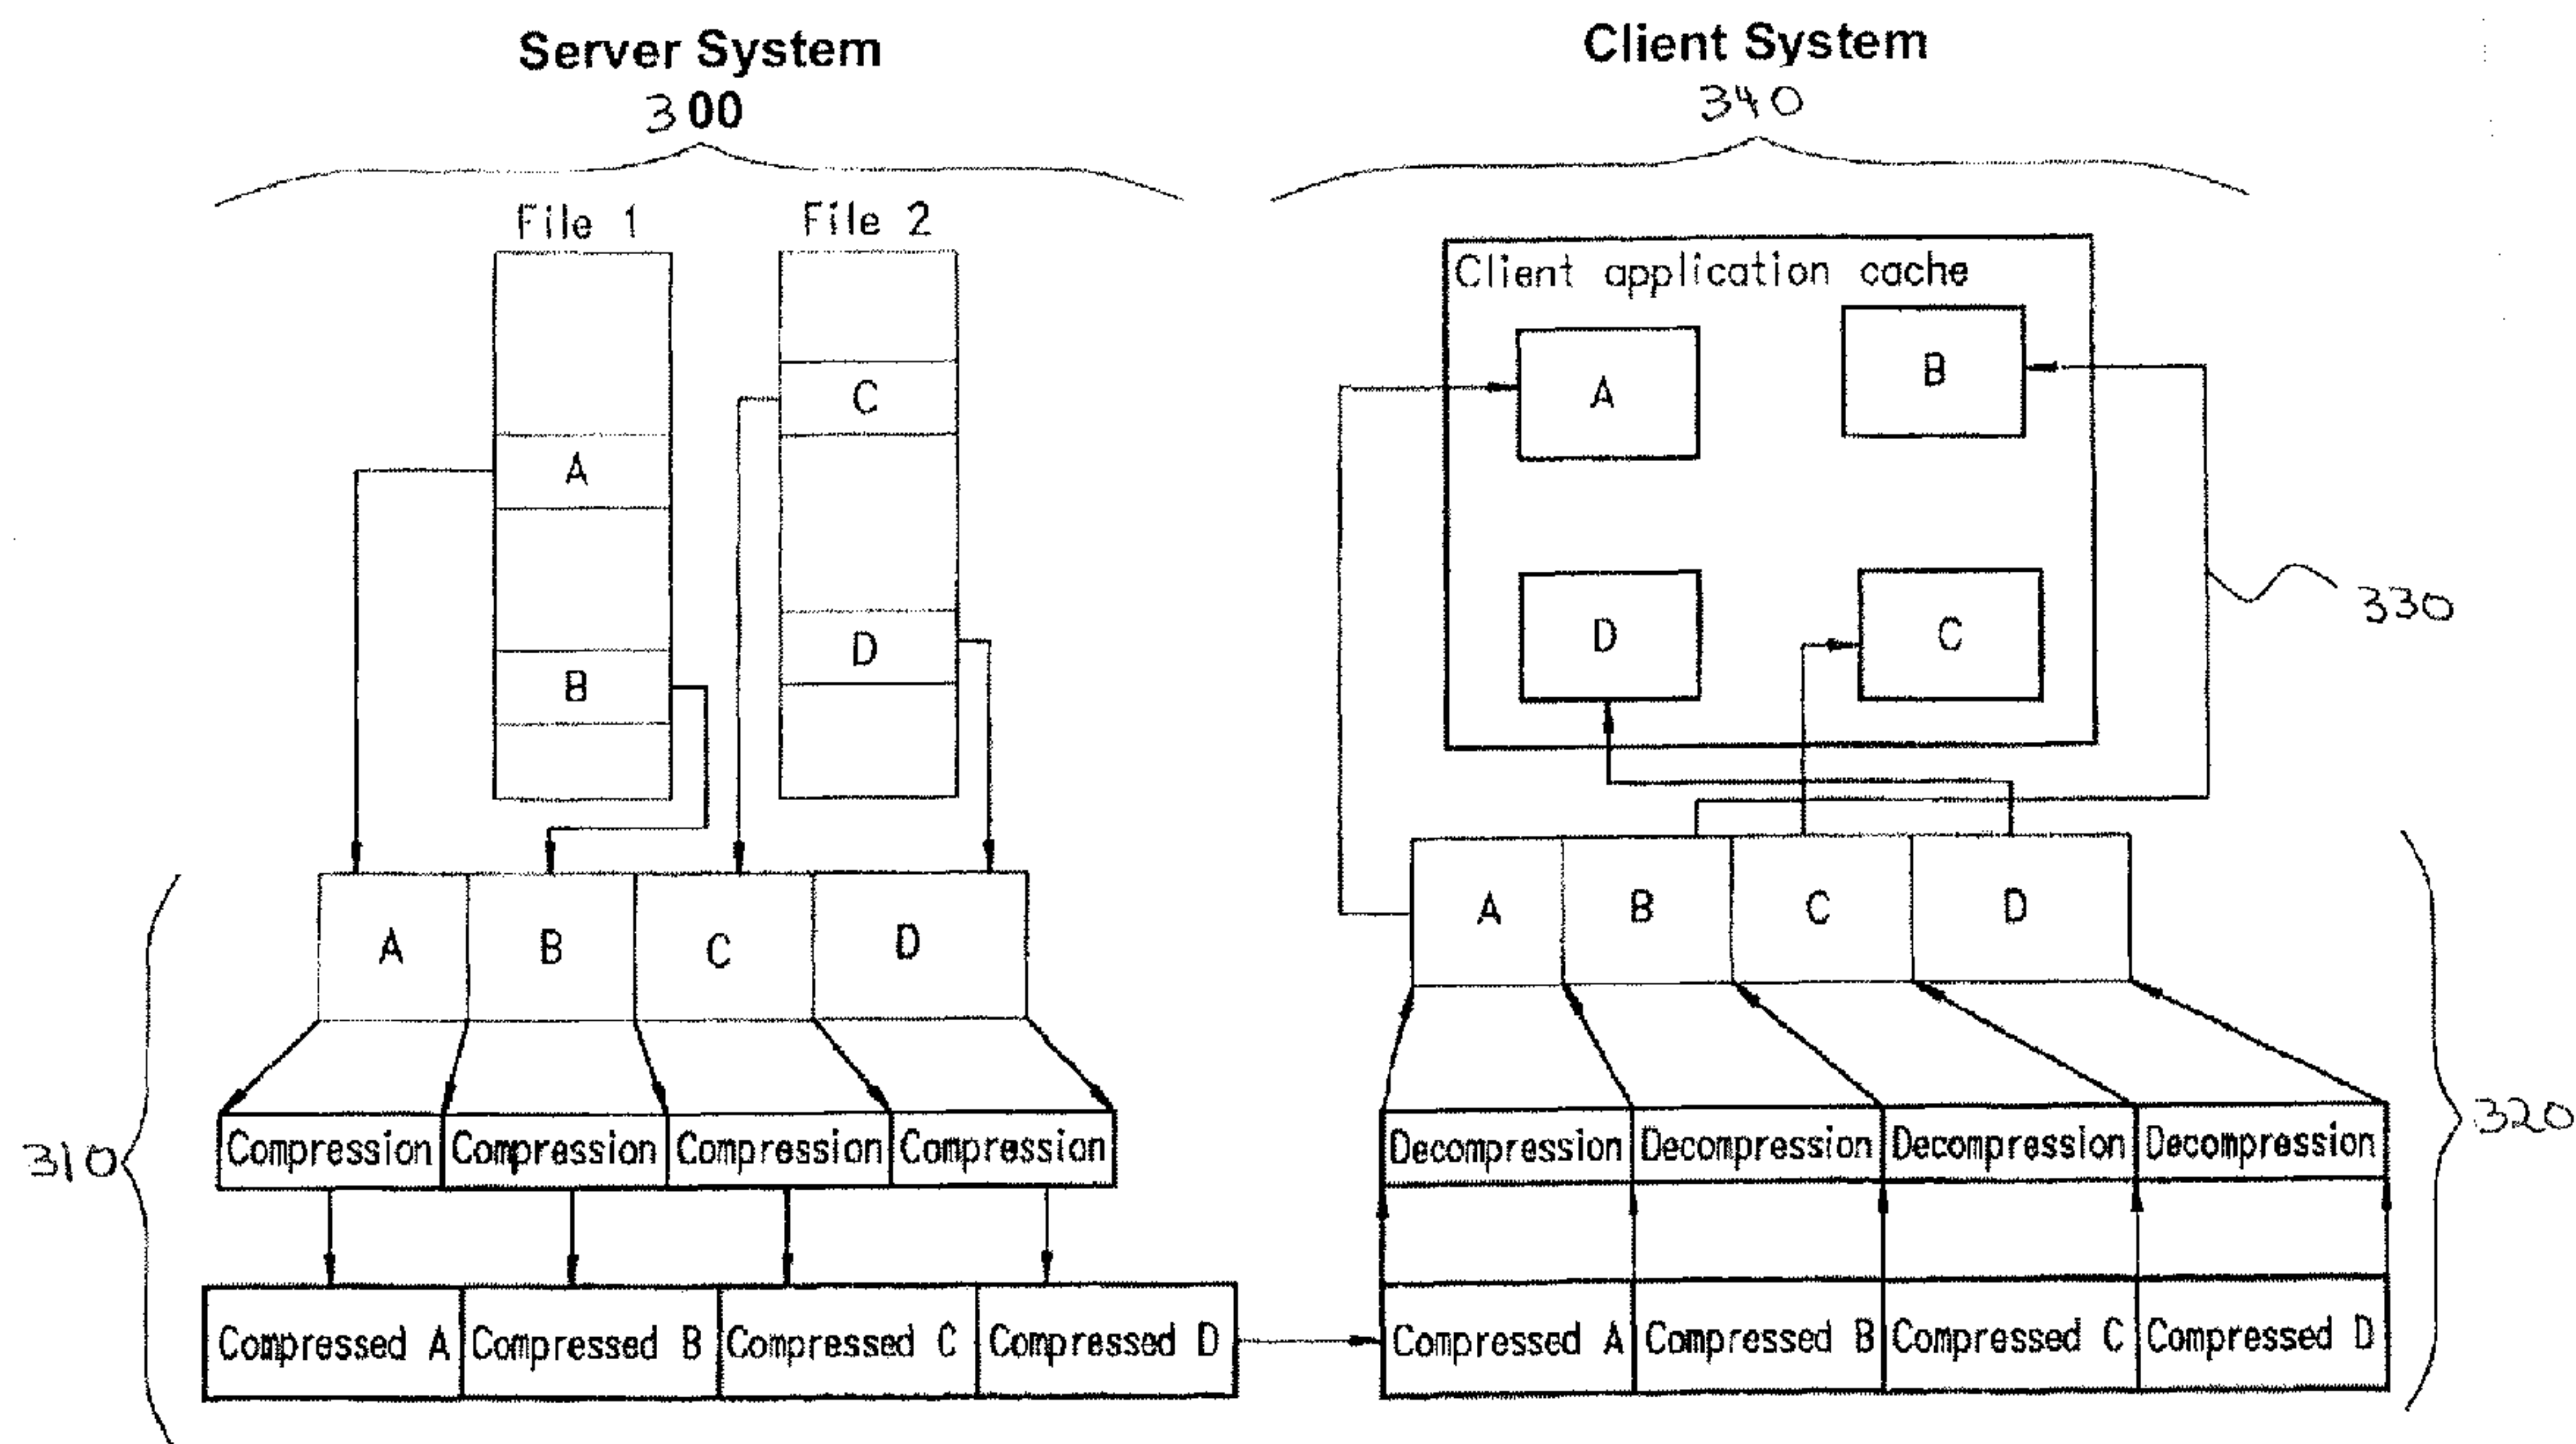 Server System
300
Client System
340
File 1
File 2
A
B
C
D
Client application cache
A
B
D
C
330
A B C D
310
Compression Compression Compression Compression
Compressed A Compressed B Compressed C Compressed D
A B C D
Decompression Decompression Decompression Decompression
320
Compressed A Compressed B Compressed C Compressed D